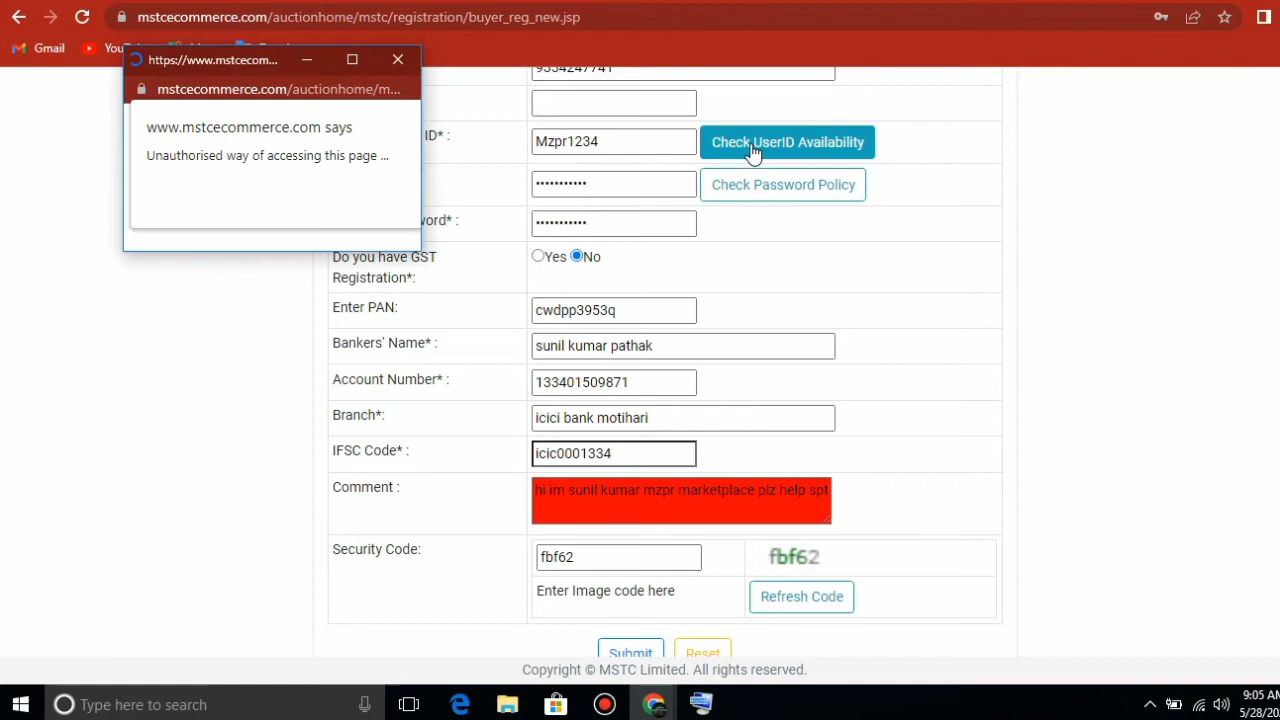 mstcecommerce.com/auctionhome/mstc/registration/buyer_reg_new.jsp
Gmail
https://www.mstcecom...
mstcecommerce.com/auctionhome/m...
www.mstcecommerce.com says
Unauthorised way of accessing this page ...
ID* : Mzpr1234 Check UserID Availability
••••••••••• Check Password Policy
•••••••••••
Do you have GST Yes No
Registration*:
Enter PAN: cwdpp3953q
Bankers' Name* : sunil kumar pathak
Account Number* : 133401509871
Branch*: icici bank motihari
IFSC Code* : icic0001334
Comment : hi im sunil kumar mzpr marketplace plz help spt
Security Code: fbf62 fbf62
Enter Image code here Refresh Code
Submit Reset
Copyright © MSTC Limited. All rights reserved.
Type here to search
9:05 AM